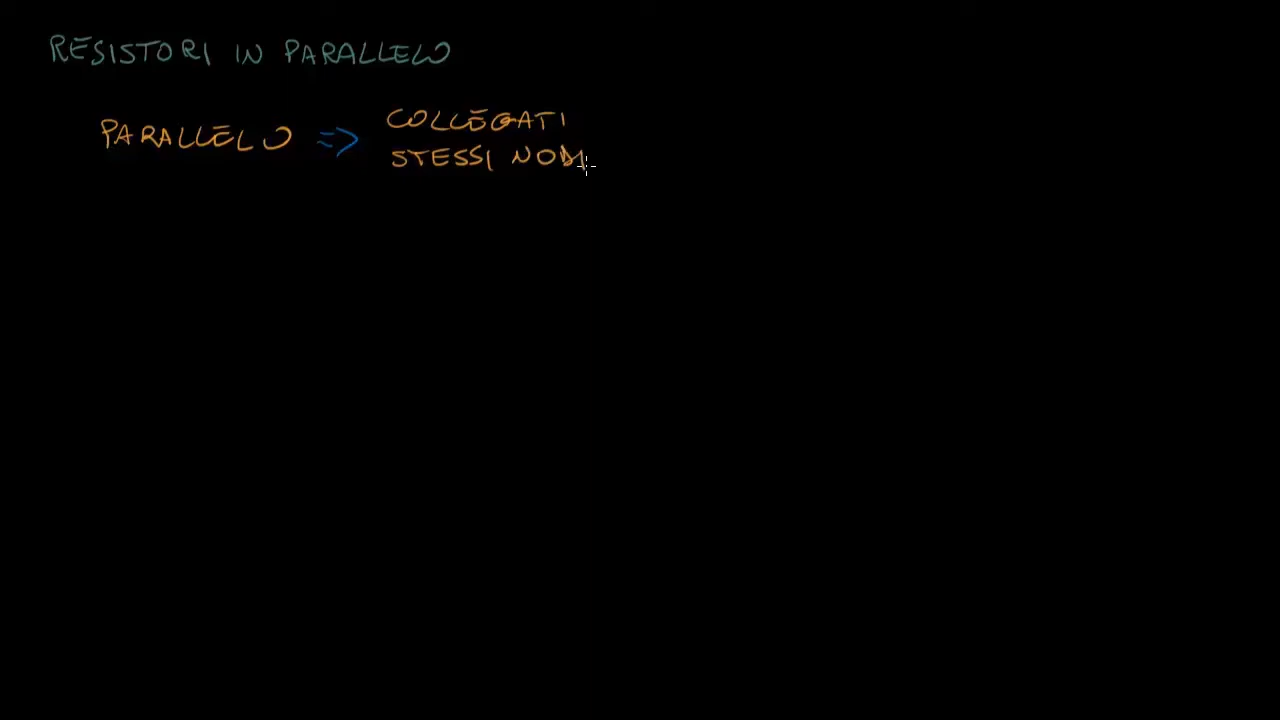 RESISTORI IN PARALLELO
PARALLELO => COLLEGATI
STESSI NODI